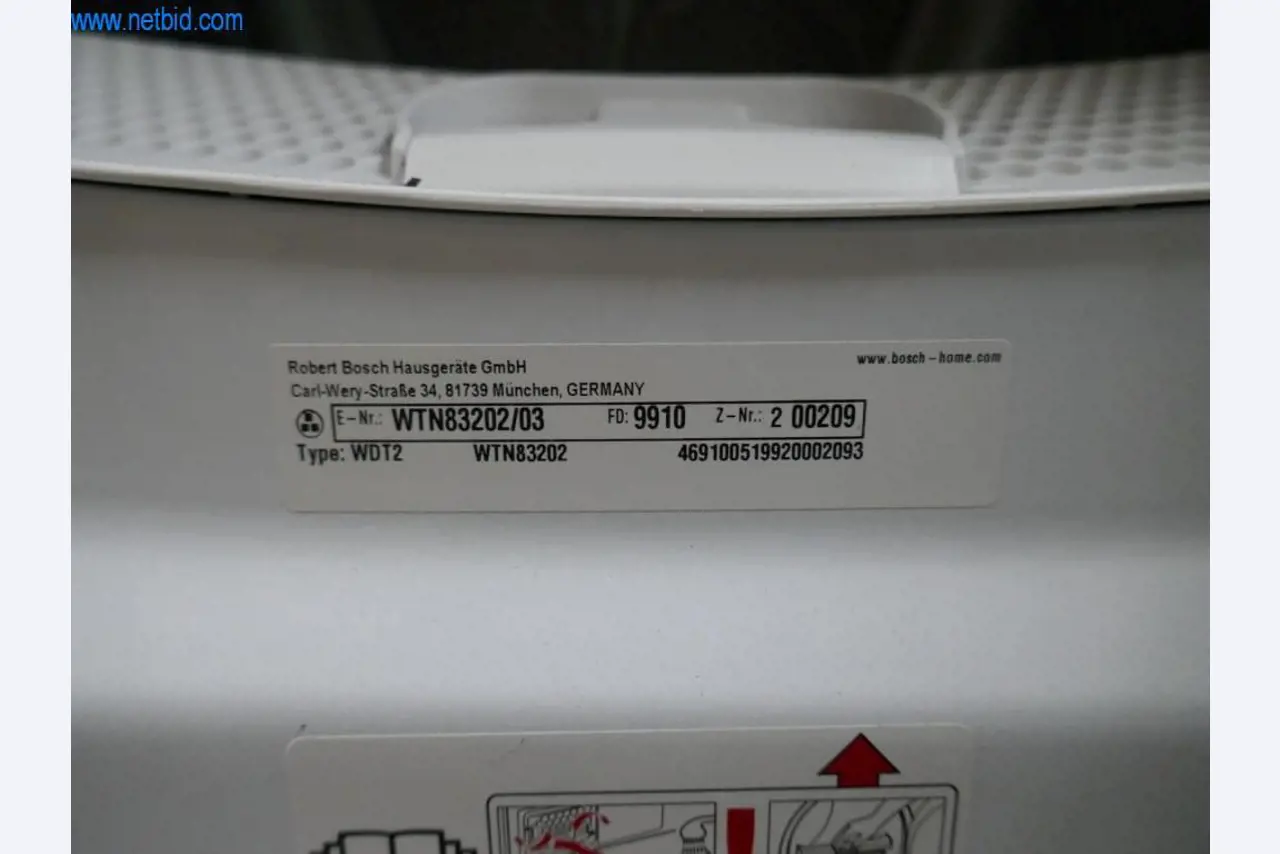 www.netbid.com
Robert Bosch Hausgeräte GmbH
www.bosch-home.com
Carl-Wery-Straße 34, 81739 München, GERMANY
E-Nr.: WTN83202/03 FD: 9910 Z-Nr.: 2 00209
Type: WDT2 WTN83202 469100519920002093